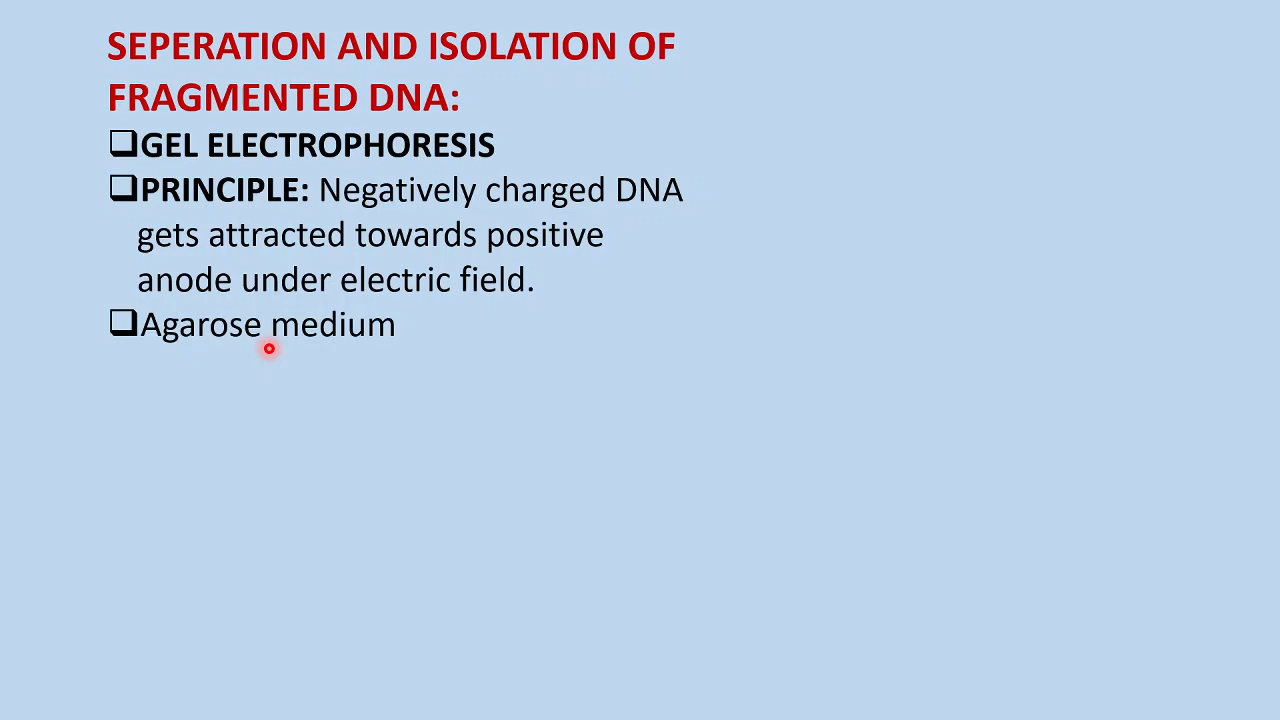 SEPERATION AND ISOLATION OF
FRAGMENTED DNA:
❑GEL ELECTROPHORESIS
❑PRINCIPLE: Negatively charged DNA
gets attracted towards positive
anode under electric field.
❑Agarose medium